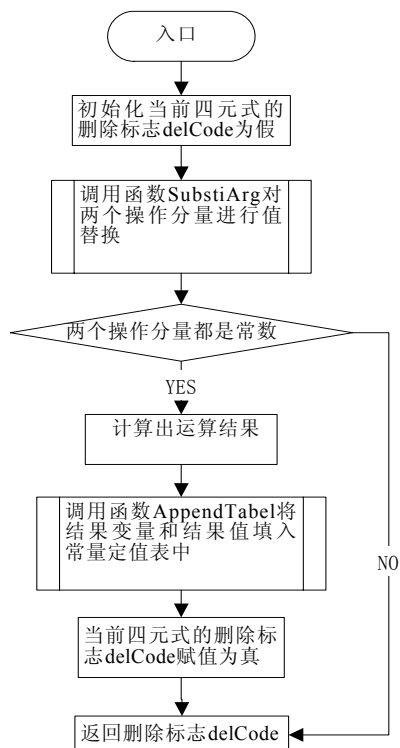 入口
初始化当前四元式的
删除标志delCode为假
调用函数SubstiArg对
两个操作分量进行值
替换
两个操作分量都是常数
YES
计算出运算结果
调用函数AppendTabel将
结果变量和结果值填入
常量定值表中
NO
当前四元式的删除标
志delCode赋值为真
返回删除标志delCode